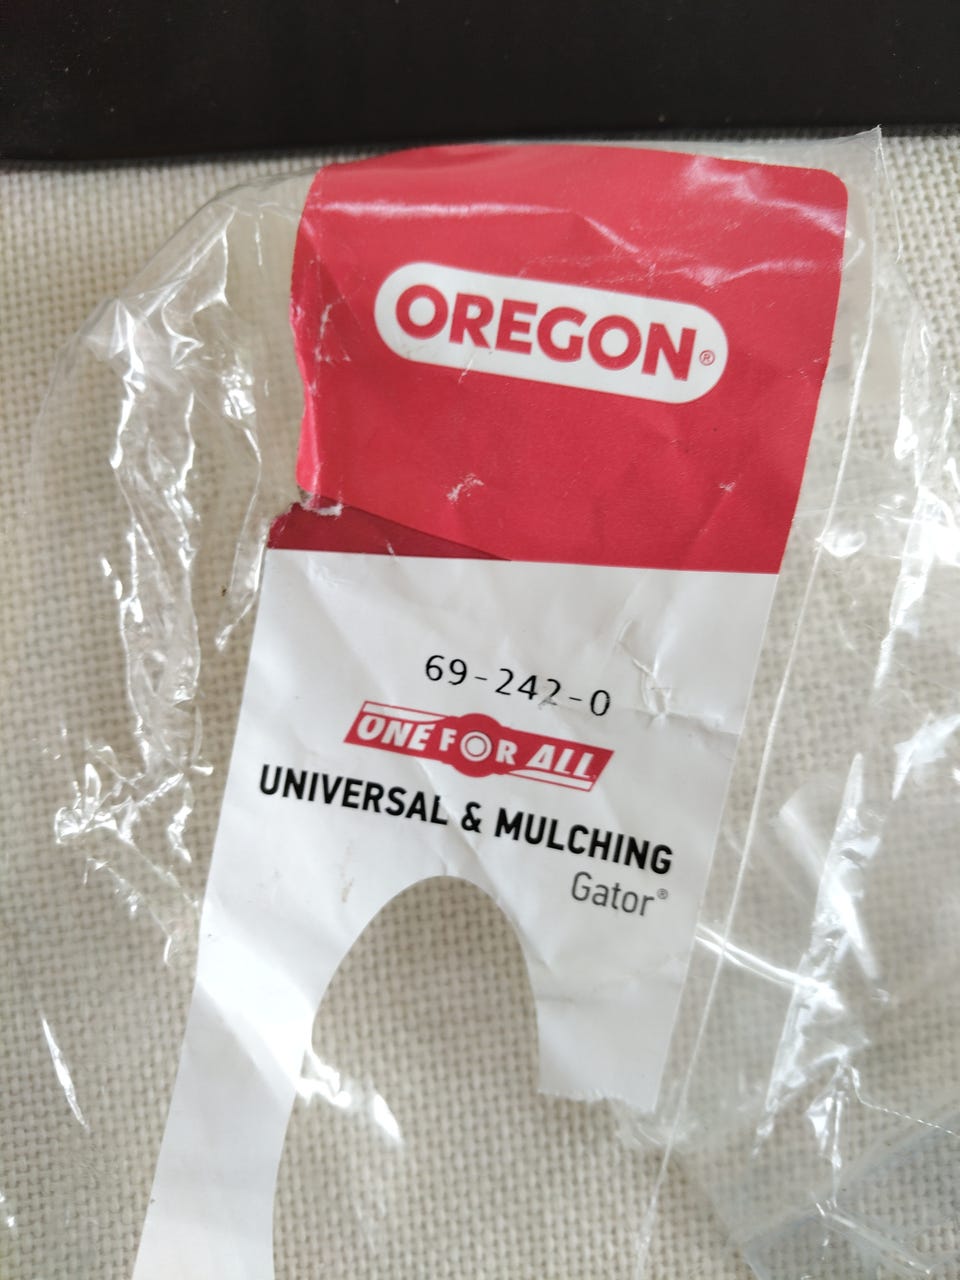 OREGON®
69-242-0
ONE FOR ALL
UNIVERSAL & MULCHING
Gator®